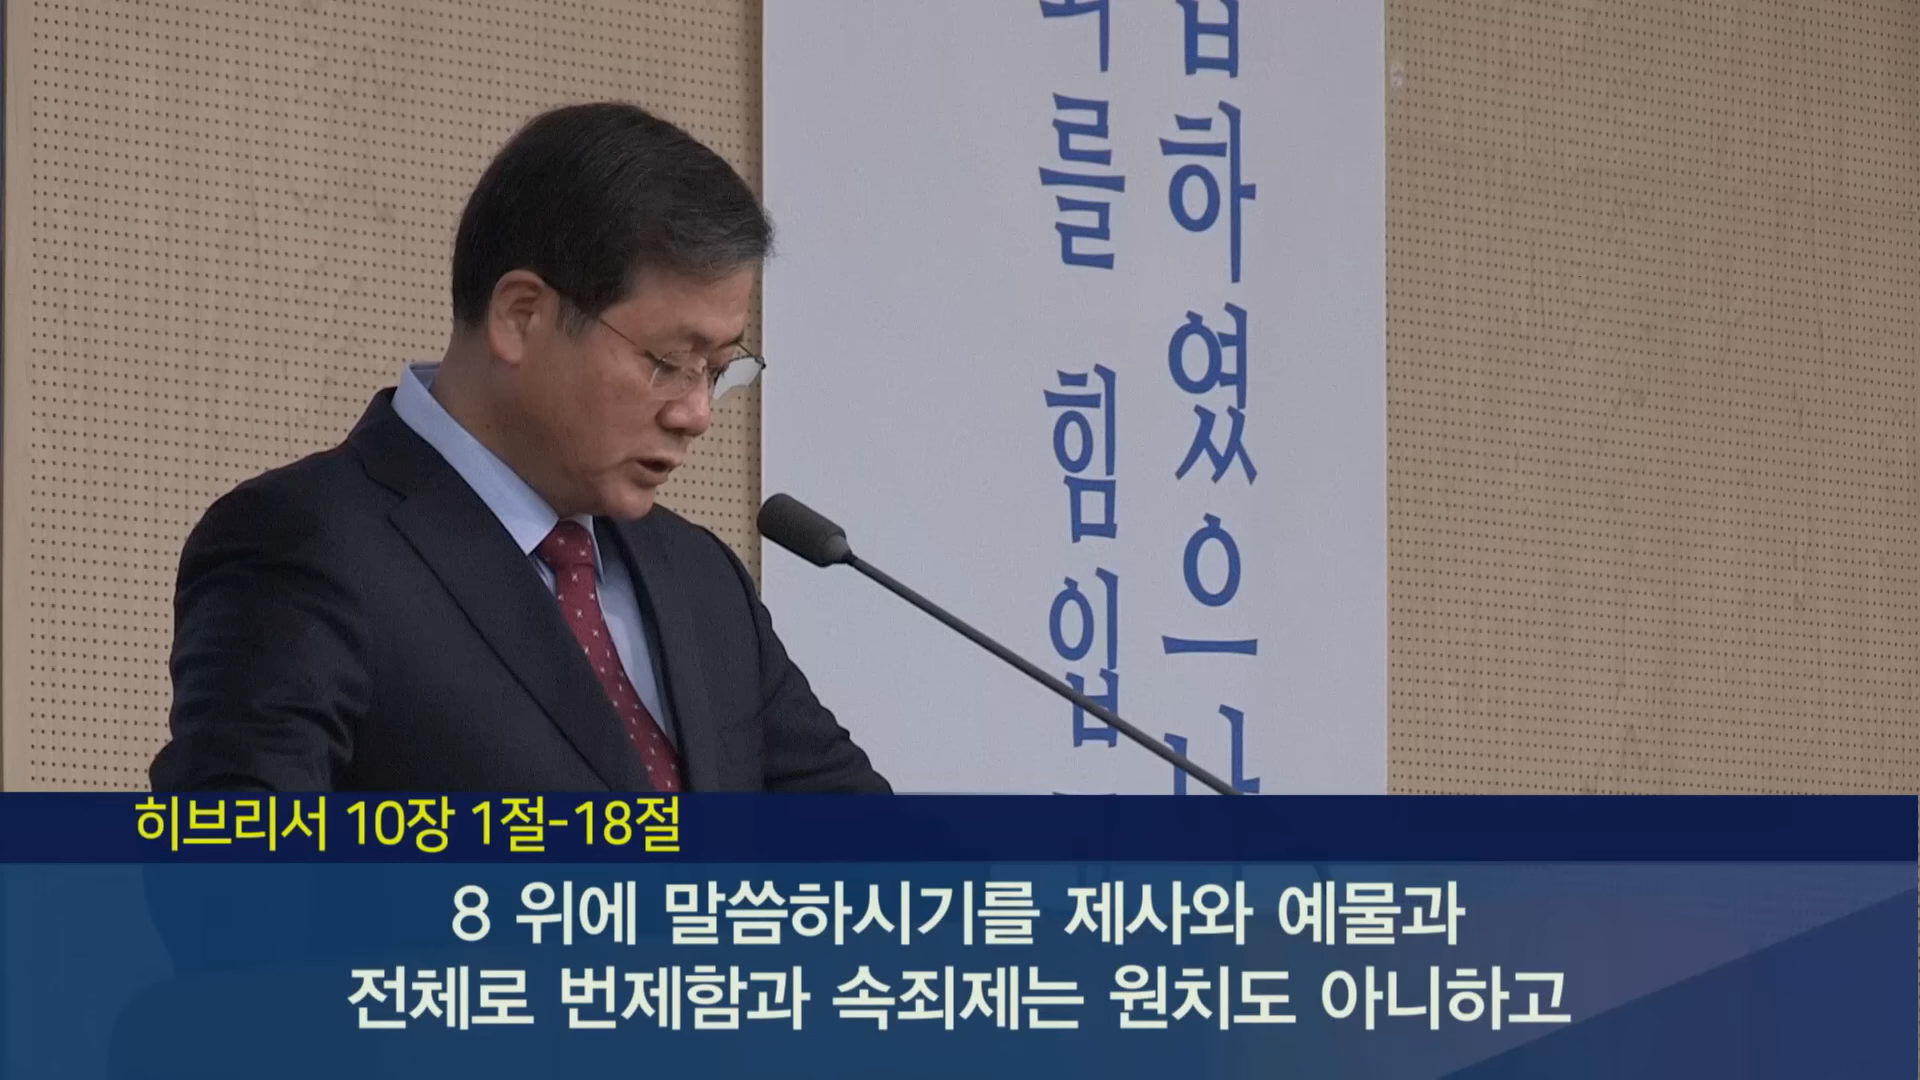 하였으나
를 힘입
히브리서 10장 1절-18절
8 위에 말씀하시기를 제사와 예물과
전체로 번제함과 속죄제는 원치도 아니하고